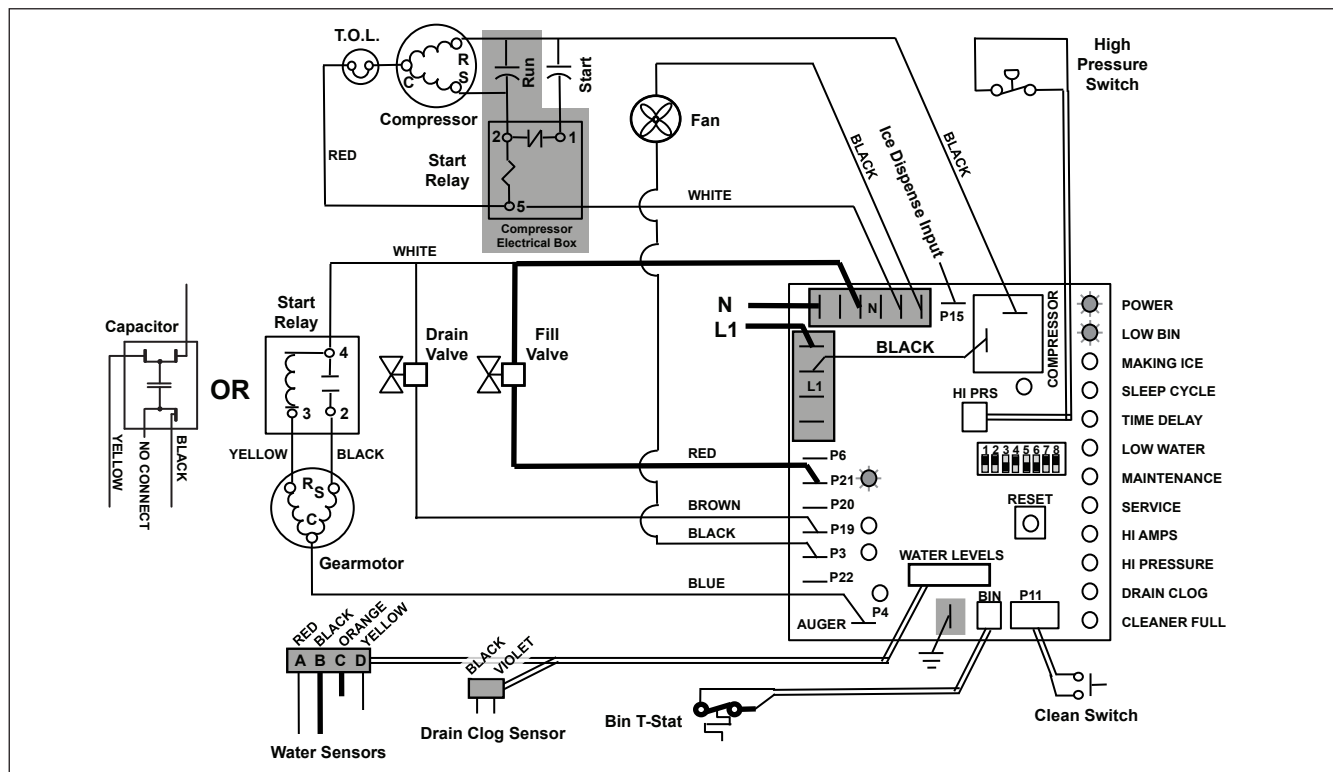 T.O.L.
R
S
C
Compressor
Run
Start
2
1
Start
Relay
5
Compressor
Electrical Box
RED
WHITE
Fan
BLACK
Ice Dispense Input
BLACK
High
Pressure
Switch
WHITE
Capacitor
YELLOW
NO CONNECT
BLACK
OR
Start
Relay
4
3
2
YELLOW
BLACK
R
S
C
Gearmotor
Drain
Valve
Fill
Valve
N
L1
N
P15
BLACK
L1
COMPRESSOR
HI PRS
1 2 3 4 5 6 7 8
RESET
POWER
LOW BIN
MAKING ICE
SLEEP CYCLE
TIME DELAY
LOW WATER
MAINTENANCE
SERVICE
HI AMPS
HI PRESSURE
DRAIN CLOG
CLEANER FULL
P6
RED
P21
P20
BROWN
P19
BLACK
P3
P22
BLUE
P4
AUGER
WATER LEVELS
BIN
P11
RED
BLACK
ORANGE
YELLOW
A B C D
Water Sensors
BLACK
VIOLET
Drain Clog Sensor
Bin T-Stat
Clean Switch